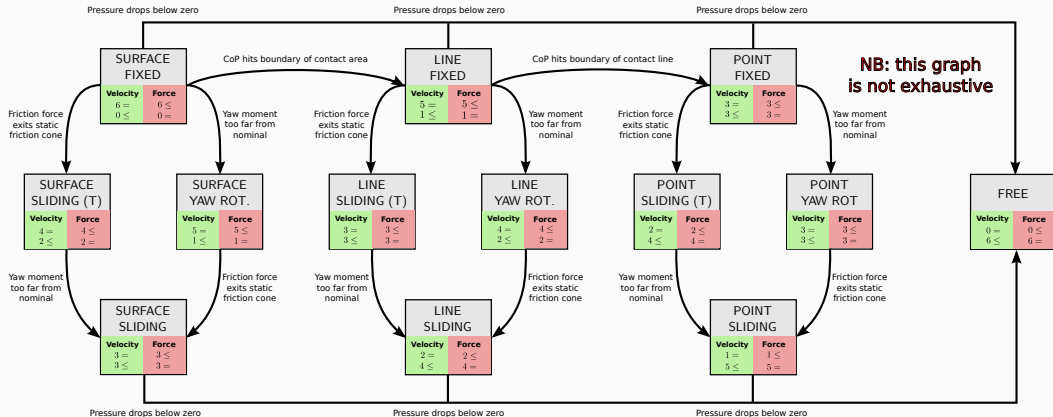 Pressure drops below zero
Pressure drops below zero
Pressure drops below zero
SURFACE
FIXED
Velocity Force
6 = 6 ≤
0 ≤ 0 =
CoP hits boundary of contact area
LINE
FIXED
Velocity Force
5 = 5 ≤
1 ≤ 1 =
CoP hits boundary of contact line
POINT
FIXED
Velocity Force
3 = 3 ≤
3 ≤ 3 =
NB: this graph
is not exhaustive
Friction force
exits static
friction cone
Yaw moment
too far from
nominal
Friction force
exits static
friction cone
Yaw moment
too far from
nominal
Friction force
exits static
friction cone
Yaw moment
too far from
nominal
SURFACE
SLIDING (T)
Velocity Force
4 = 4 ≤
2 ≤ 2 =
SURFACE
YAW ROT.
Velocity Force
5 = 5 ≤
1 ≤ 1 =
LINE
SLIDING (T)
Velocity Force
3 = 3 ≤
3 ≤ 3 =
LINE
YAW ROT.
Velocity Force
4 = 4 ≤
2 ≤ 2 =
POINT
SLIDING (T)
Velocity Force
2 = 2 ≤
4 ≤ 4 =
POINT
YAW ROT
Velocity Force
3 = 3 ≤
3 ≤ 3 =
FREE
Velocity Force
0 = 0 ≤
6 ≤ 6 =
Yaw moment
too far from
nominal
Friction force
exits static
friction cone
Yaw moment
too far from
nominal
Friction force
exits static
friction cone
Yaw moment
too far from
nominal
Friction force
exits static
friction cone
SURFACE
SLIDING
Velocity Force
3 = 3 ≤
3 ≤ 3 =
LINE
SLIDING
Velocity Force
2 = 2 ≤
4 ≤ 4 =
POINT
SLIDING
Velocity Force
1 = 1 ≤
5 ≤ 5 =
Pressure drops below zero
Pressure drops below zero
Pressure drops below zero